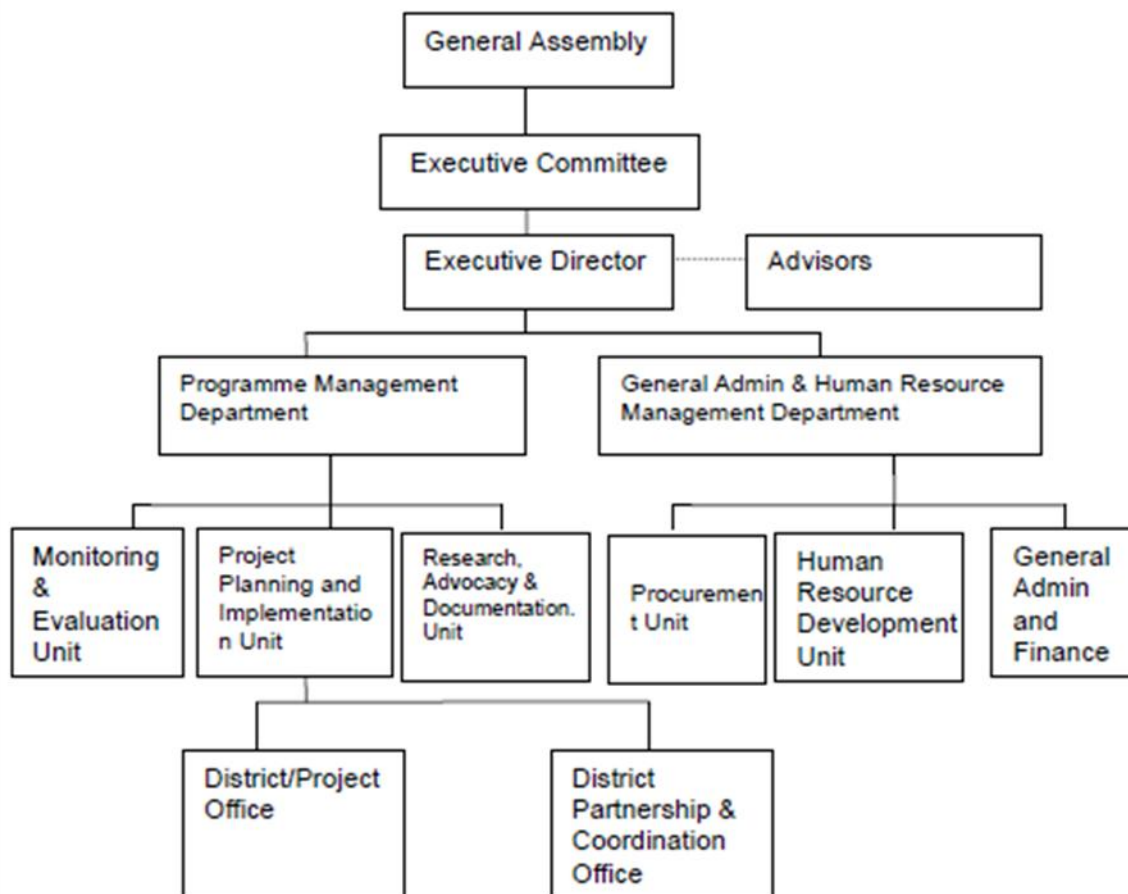 General Assembly
Executive Committee
Executive Director
Advisors
Programme Management
Department
General Admin & Human Resource
Management Department
Monitoring
&
Evaluation
Unit
Project
Planning and
Implementatio
n Unit
Research,
Advocacy &
Documentation.
Unit
Procuremen
t Unit
Human
Resource
Development
Unit
General
Admin
and
Finance
District/Project
Office
District
Partnership &
Coordination
Office